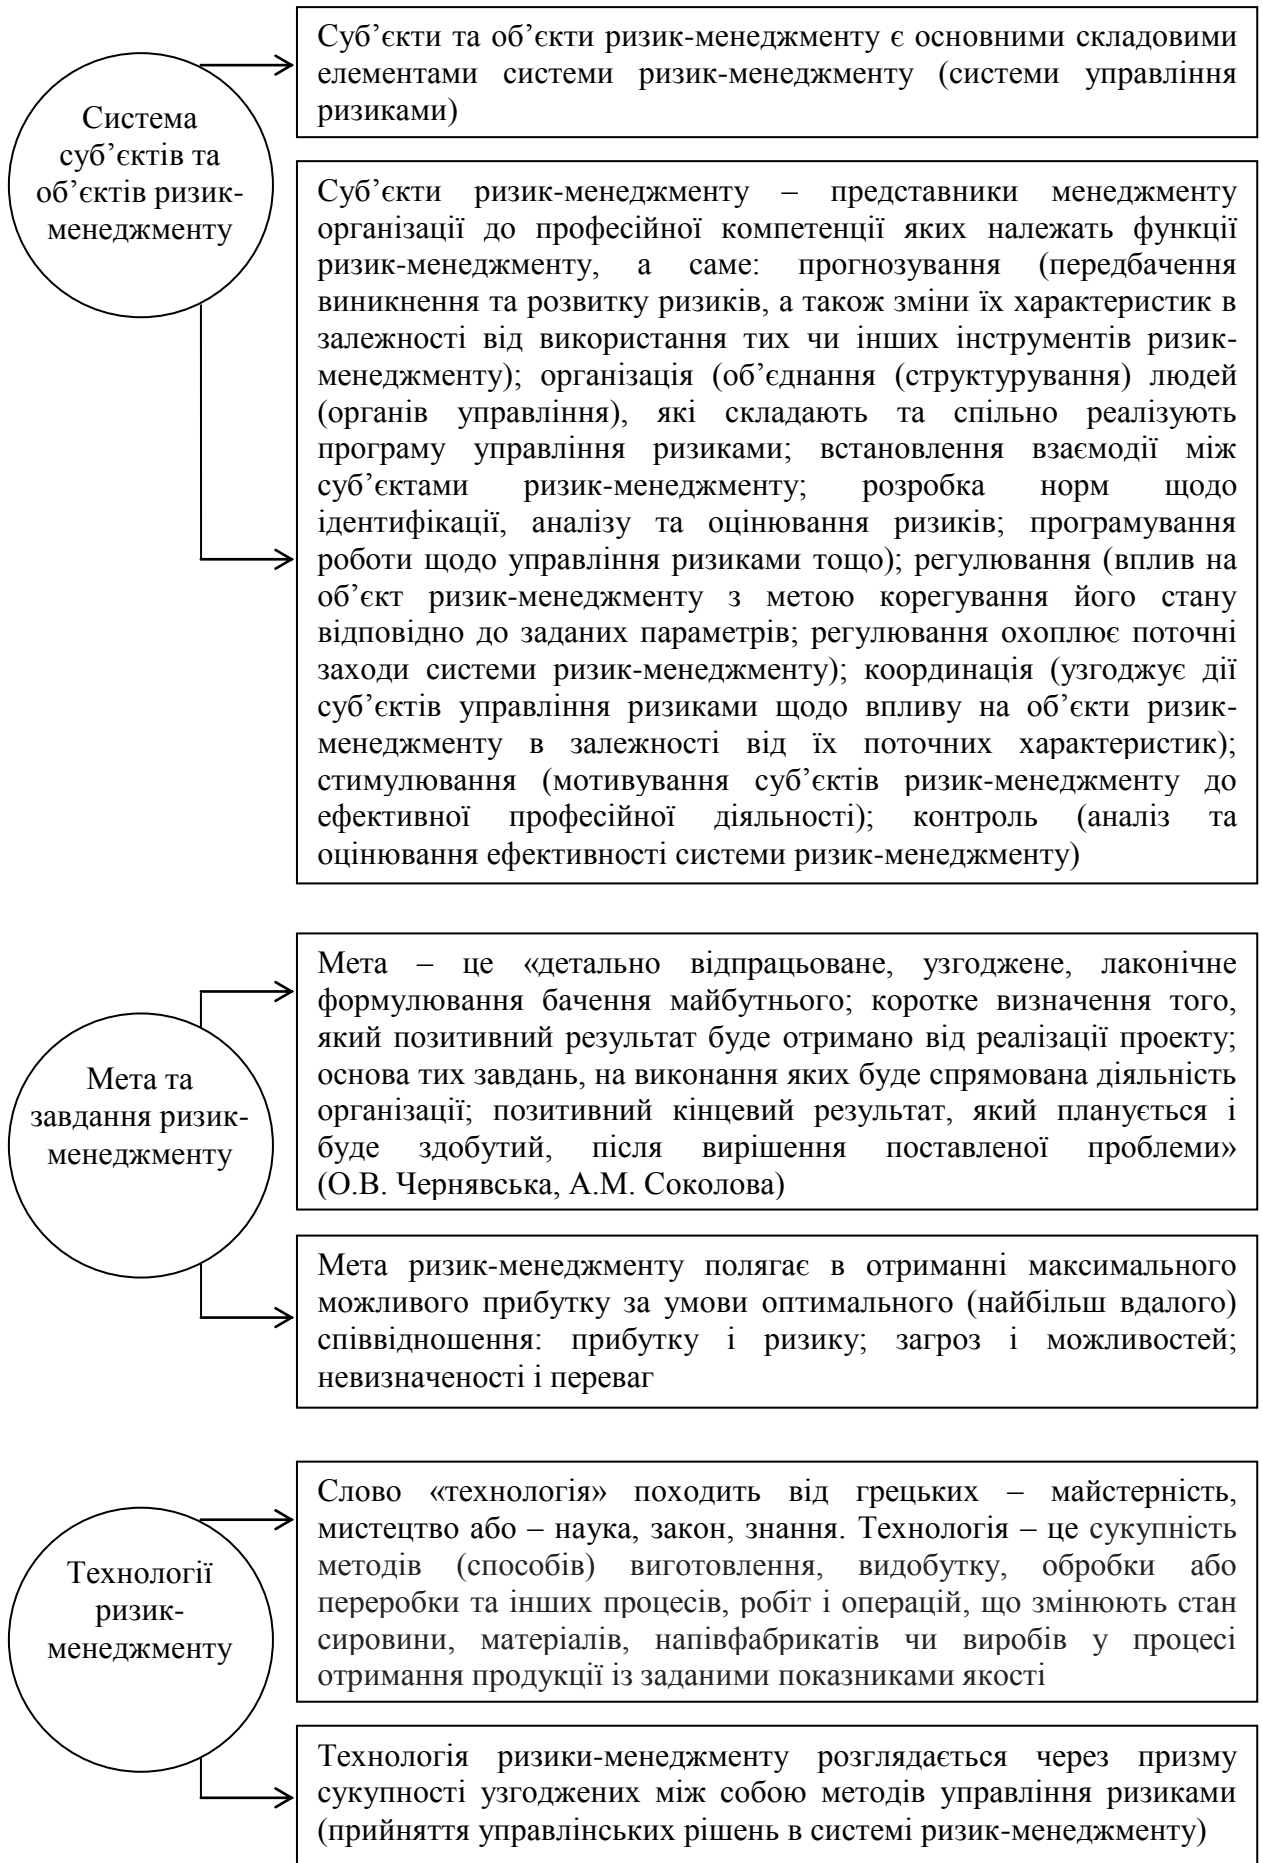 Система
суб’єктів та
об’єктів ризик-
менеджменту
Суб’єкти та об’єкти ризик-менеджменту є основними складовими
елементами системи ризик-менеджменту (системи управління
ризиками)
Суб’єкти ризик-менеджменту – представники менеджменту
організації до професійної компетенції яких належать функції
ризик-менеджменту, а саме: прогнозування (передбачення
виникнення та розвитку ризиків, а також зміни їх характеристик в
залежності від використання тих чи інших інструментів ризик-
менеджменту); організація (об’єднання (структурування) людей
(органів управління), які складають та спільно реалізують
програму управління ризиками; встановлення взаємодії між
суб’єктами ризик-менеджменту; розробка норм щодо
ідентифікації, аналізу та оцінювання ризиків; програмування
роботи щодо управління ризиками тощо); регулювання (вплив на
об’єкт ризик-менеджменту з метою корегування його стану
відповідно до заданих параметрів; регулювання охоплює поточні
заходи системи ризик-менеджменту); координація (узгоджує дії
суб’єктів управління ризиками щодо впливу на об’єкти ризик-
менеджменту в залежності від їх поточних характеристик);
стимулювання (мотивування суб’єктів ризик-менеджменту до
ефективної професійної діяльності); контроль (аналіз та
оцінювання ефективності системи ризик-менеджменту)
Мета та
завдання ризик-
менеджменту
Мета – це «детально відпрацьоване, узгоджене, лаконічне
формулювання бачення майбутнього; коротке визначення того,
який позитивний результат буде отримано від реалізації проекту;
основа тих завдань, на виконання яких буде спрямована діяльність
організації; позитивний кінцевий результат, який планується і
буде здобутий, після вирішення поставленої проблеми»
(О.В. Чернявська, А.М. Соколова)
Мета ризик-менеджменту полягає в отриманні максимального
можливого прибутку за умови оптимального (найбільш вдалого)
співвідношення: прибутку і ризику; загроз і можливостей;
невизначеності і переваг
Технології
ризик-
менеджменту
Слово «технологія» походить від грецьких – майстерність,
мистецтво або – наука, закон, знання. Технологія – це сукупність
методів (способів) виготовлення, видобутку, обробки або
переробки та інших процесів, робіт і операцій, що змінюють стан
сировини, матеріалів, напівфабрикатів чи виробів у процесі
отримання продукції із заданими показниками якості
Технологія ризики-менеджменту розглядається через призму
сукупності узгоджених між собою методів управління ризиками
(прийняття управлінських рішень в системі ризик-менеджменту)